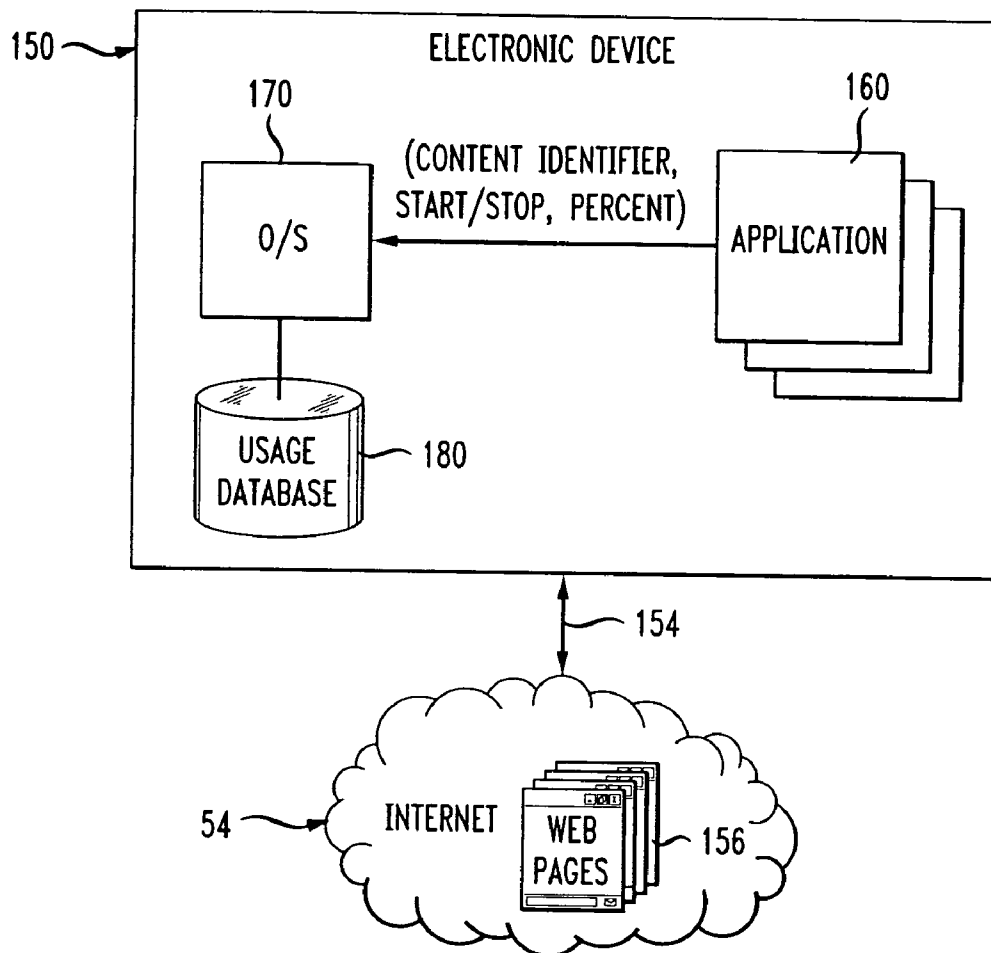 150
ELECTRONIC DEVICE
170
160
(CONTENT IDENTIFIER,
START/STOP, PERCENT)
O/S
APPLICATION
USAGE
DATABASE
180
154
54
INTERNET
WEB
PAGES
156